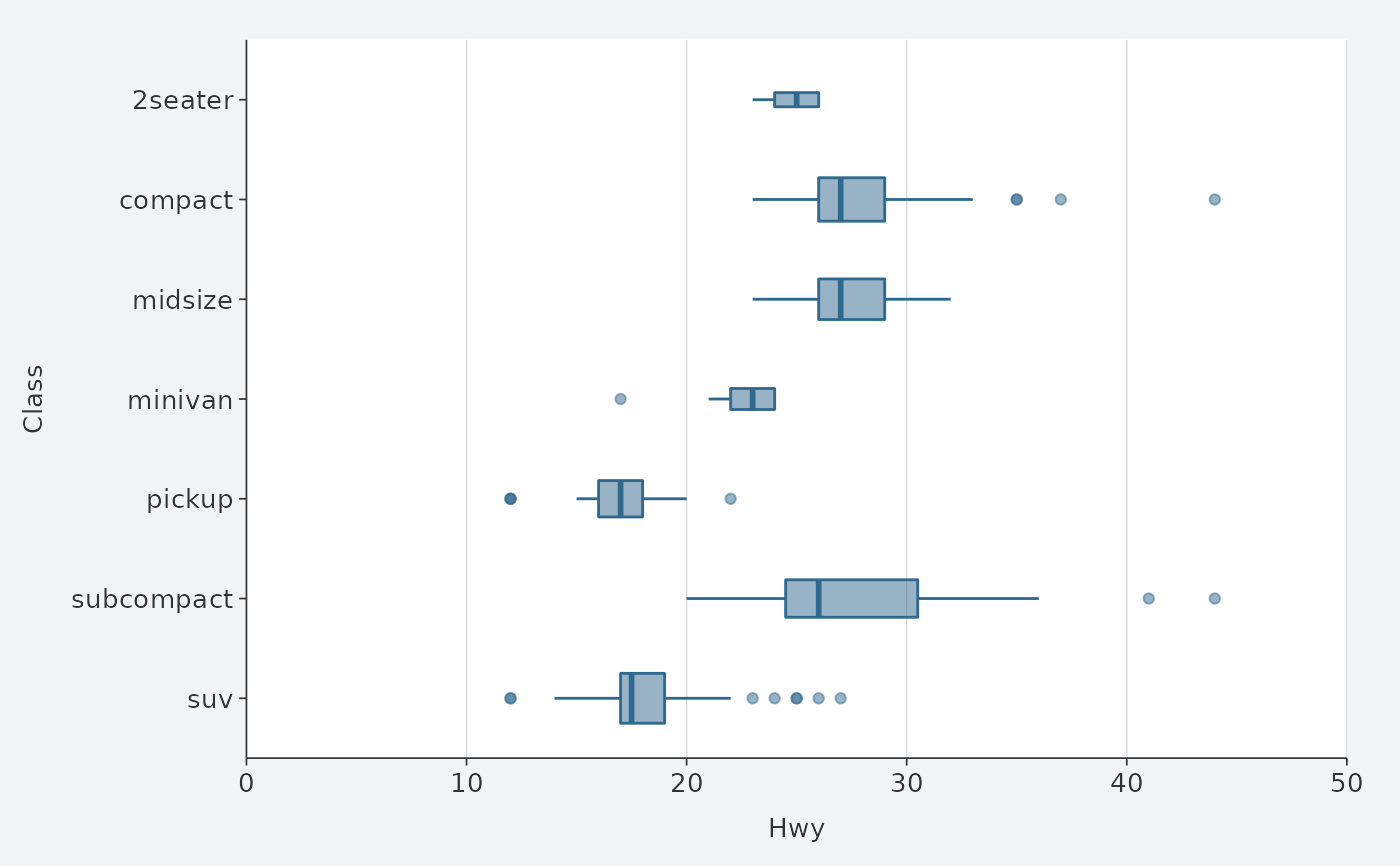 2seater
compact
midsize
minivan
pickup
subcompact
suv
Class
0 10 20 30 40 50
Hwy